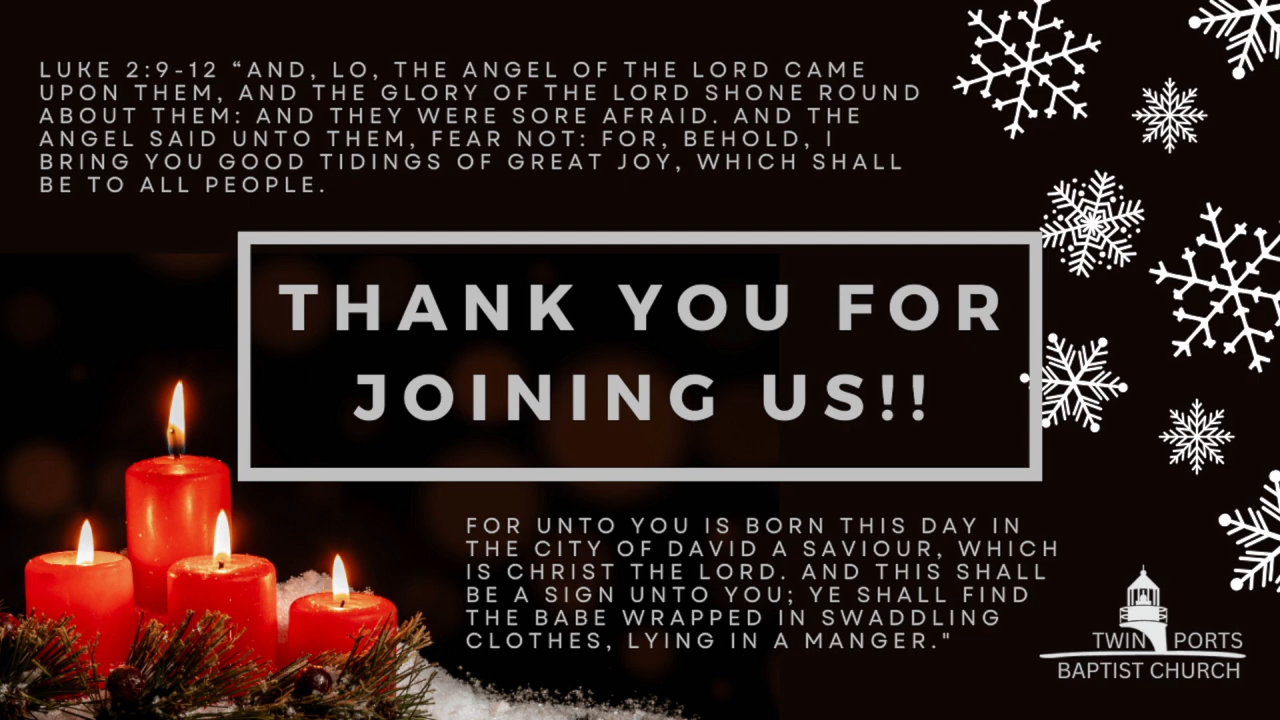 LUKE 2:9-12 “AND, LO, THE ANGEL OF THE LORD CAME
UPON THEM, AND THE GLORY OF THE LORD SHONE ROUND
ABOUT THEM: AND THEY WERE SORE AFRAID. AND THE
ANGEL SAID UNTO THEM, FEAR NOT: FOR, BEHOLD, I
BRING YOU GOOD TIDINGS OF GREAT JOY, WHICH SHALL
BE TO ALL PEOPLE.
THANK YOU FOR
JOINING US!!
FOR UNTO YOU IS BORN THIS DAY IN
THE CITY OF DAVID A SAVIOUR, WHICH
IS CHRIST THE LORD. AND THIS SHALL
BE A SIGN UNTO YOU; YE SHALL FIND
THE BABE WRAPPED IN SWADDLING
CLOTHES, LYING IN A MANGER."
TWIN PORTS
BAPTIST CHURCH